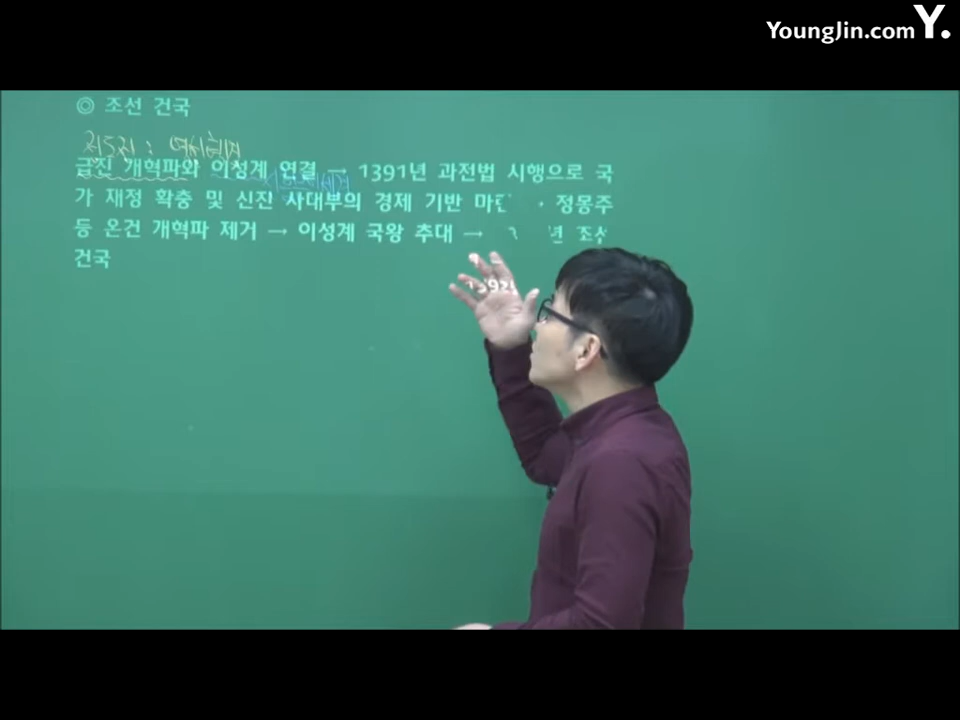 YoungJin.com Y.
◎ 조선 건국
정도전 :
급진 개혁파와 이성계 연결 → 1391년 과전법 시행으로 국
가 재정 확충 및 신진 사대부의 경제 기반 → 정몽주
등 온건 개혁파 제거 → 이성계 국왕 추대 → 년 조선
건국